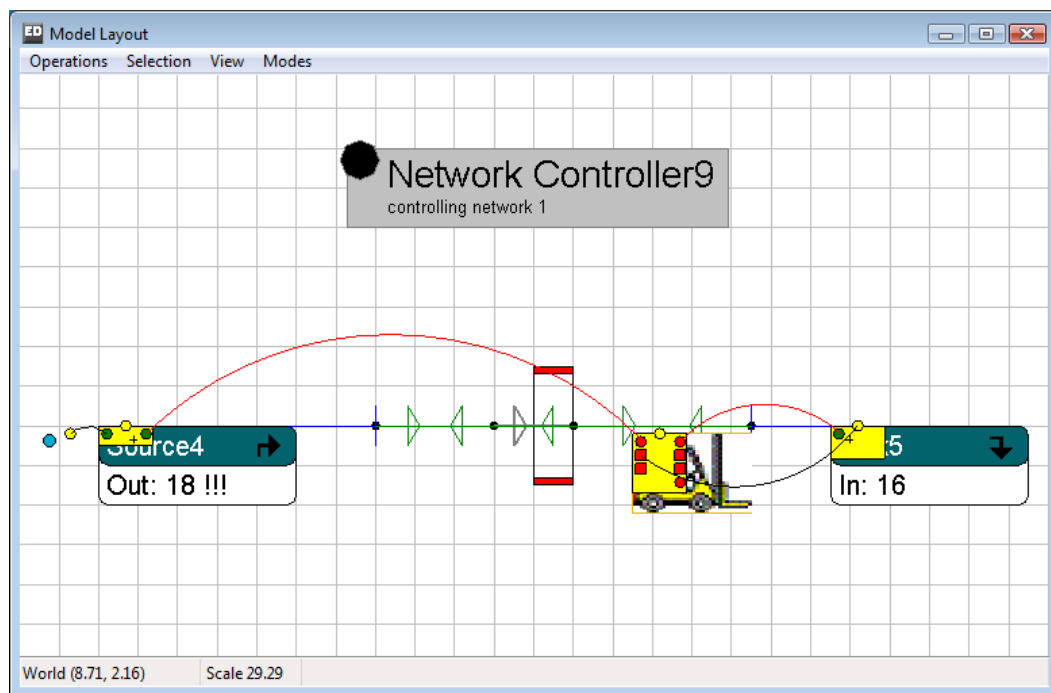 ED Model Layout
Operations Selection View Modes
Network Controller9
controlling network 1
Source4
Out: 18 !!!
5
In: 16
World (8.71, 2.16) Scale 29.29